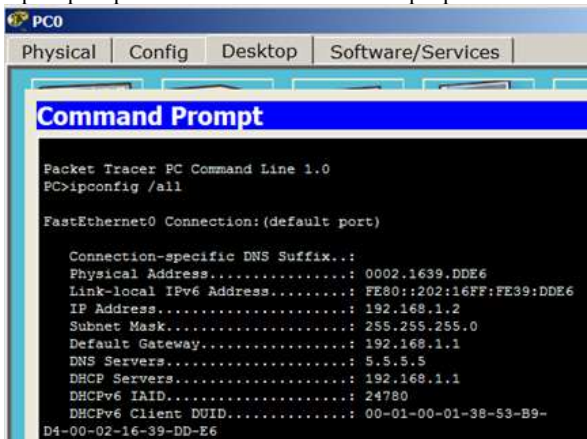 PC0
Physical Config Desktop Software/Services
Command Prompt
Packet Tracer PC Command Line 1.0
PC>ipconfig /all
FastEthernet0 Connection:(default port)
Connection-specific DNS Suffix..:
Physical Address................: 0002.1639.DDE6
Link-local IPv6 Address.........: FE80::202:16FF:FE39:DDE6
IP Address......................: 192.168.1.2
Subnet Mask.....................: 255.255.255.0
Default Gateway.................: 192.168.1.1
DNS Servers.....................: 5.5.5.5
DHCP Servers....................: 192.168.1.1
DHCPv6 IAID.....................: 24780
DHCPv6 Client DUID..............: 00-01-00-01-38-53-B9-
D4-00-02-16-39-DD-E6